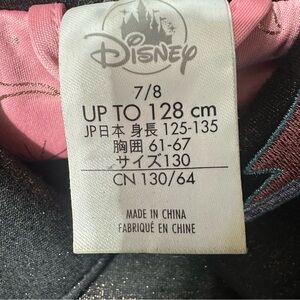 Disney
7/8
UP TO 128 cm
JP日本 身長 125-135
胸囲 61-67
サイズ130
CN 130/64
MADE IN CHINA
FABRIQUÉ EN CHINE